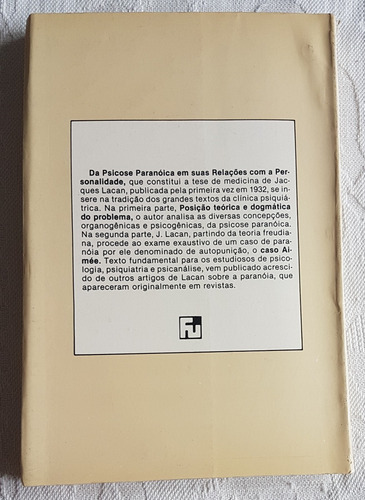 Da Psicose Paranóica em suas Relações com a Per-
sonalidade, que constitui a tese de medicina de Jac-
ques Lacan, publicada pela primeira vez em 1932, se in-
sere na tradição dos grandes textos da clínica psiquiá-
trica. Na primeira parte, Posição teórica e dogmática
do problema, o autor analisa as diversas concepções,
organogênicas e psicogênicas, da psicose paranóica.
Na segunda parte, J. Lacan, partindo da teoria freudia-
na, procede ao exame exaustivo de um caso de para-
nóia por ele denominado de autopunição, o caso Ai-
mée. Texto fundamental para os estudiosos de psico-
logia, psiquiatria e psicanálise, vem publicado acresci-
do de outros artigos de Lacan sobre a paranóia, que
apareceram originalmente em revistas.